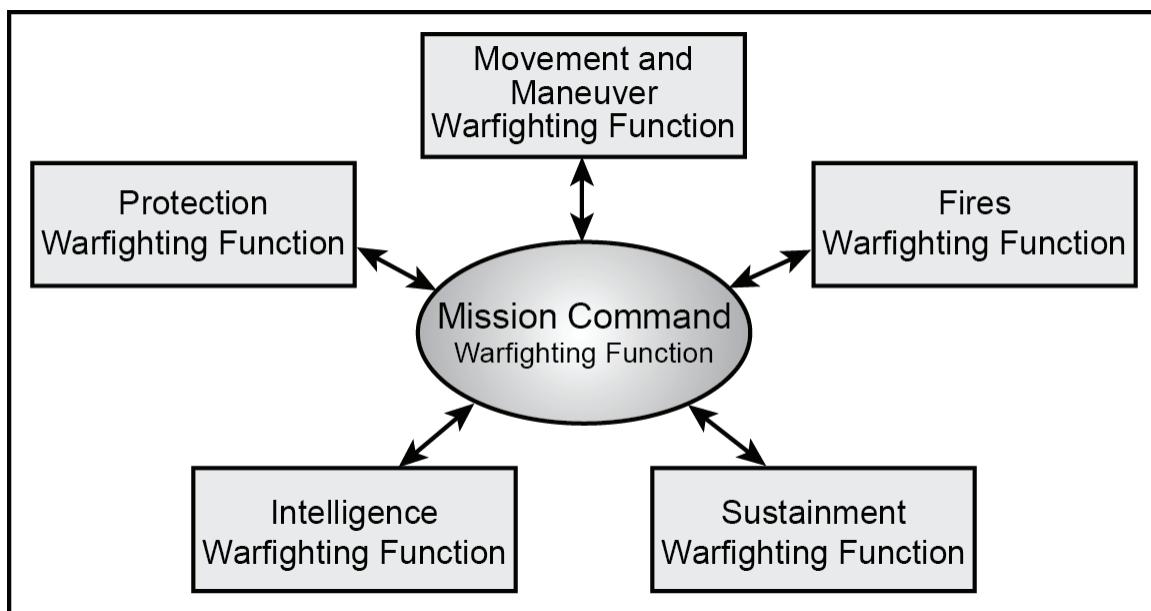 Movement and
Maneuver
Warfighting Function
Protection
Warfighting Function
Fires
Warfighting Function
Mission Command
Warfighting Function
Intelligence
Warfighting Function
Sustainment
Warfighting Function